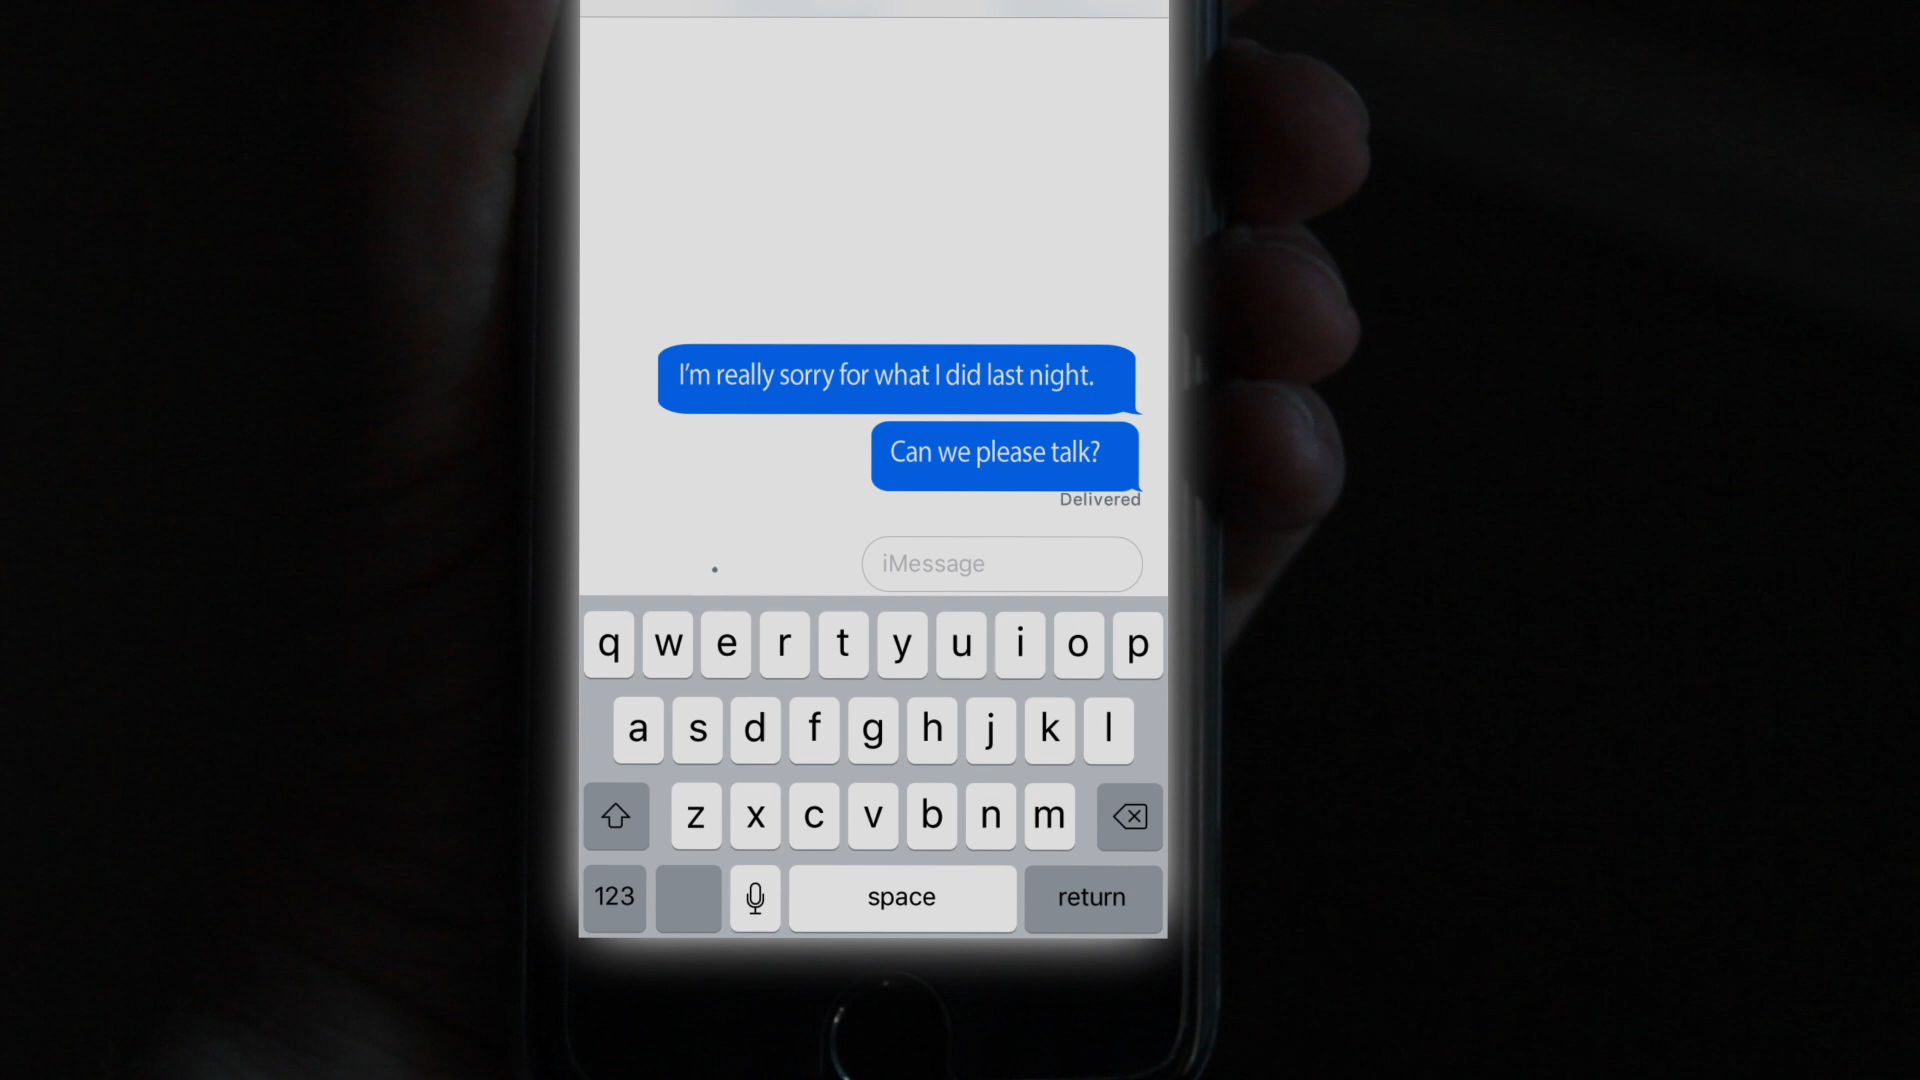 I'm really sorry for what I did last night.
Can we please talk?
Delivered
iMessage
q w e r t y u i o p
a s d f g h j k l
z x c v b n m
123 space return